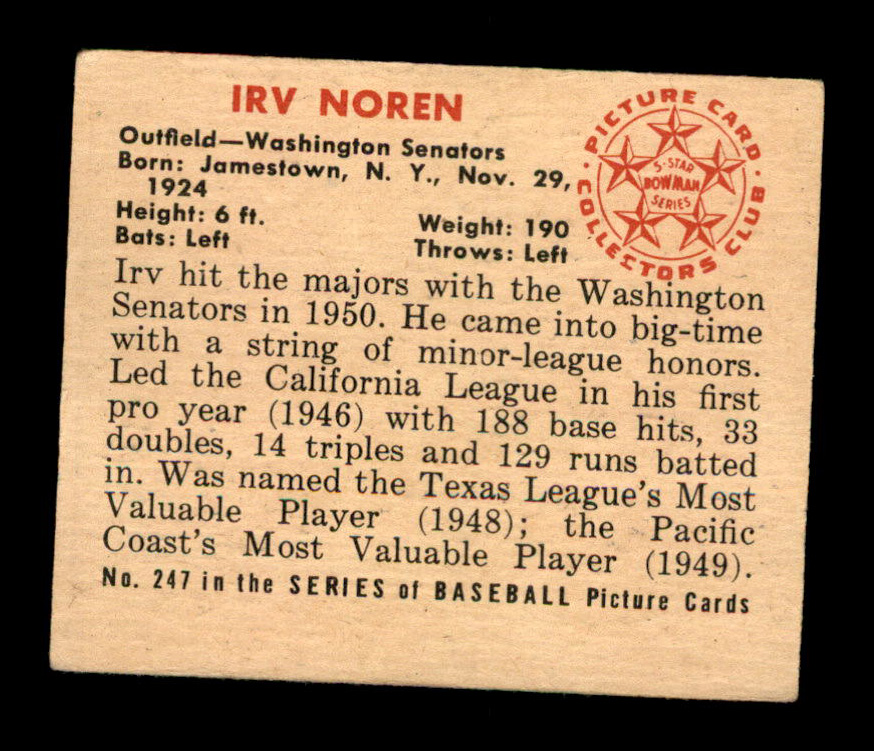 IRV NOREN
Outfield—Washington Senators
Born: Jamestown, N. Y., Nov. 29,
1924
Height: 6 ft. Weight: 190
Bats: Left Throws: Left
PICTURE CARD
COLLECTORS CLUB
5-STAR
BOWMAN
SERIES
Irv hit the majors with the Washington
Senators in 1950. He came into big-time
with a string of minor-league honors.
Led the California League in his first
pro year (1946) with 188 base hits, 33
doubles, 14 triples and 129 runs batted
in. Was named the Texas League's Most
Valuable Player (1948); the Pacific
Coast's Most Valuable Player (1949).
No. 247 in the SERIES of BASEBALL Picture Cards